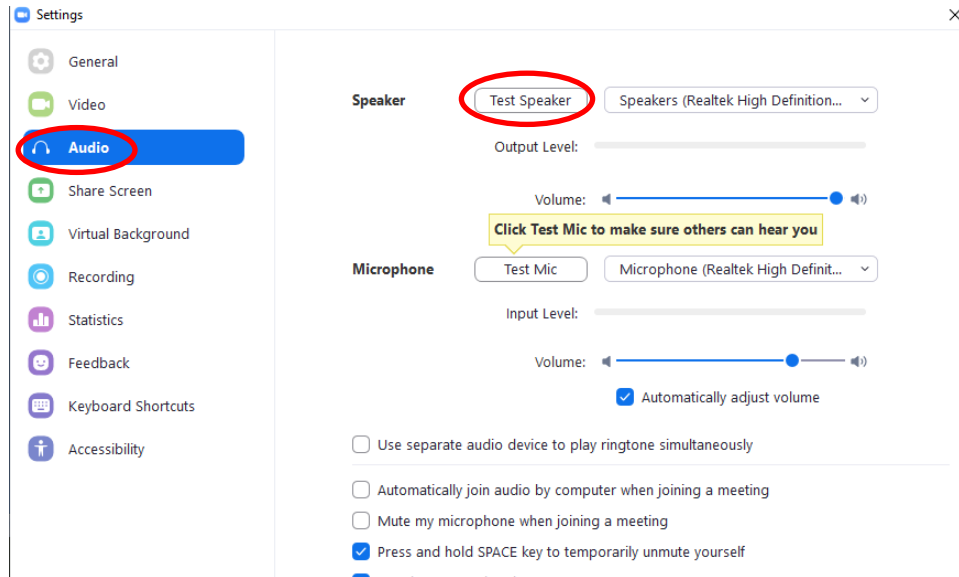 Settings
General
Video
Audio
Share Screen
Virtual Background
Recording
Statistics
Feedback
Keyboard Shortcuts
Accessibility
Speaker Test Speaker Speakers (Realtek High Definition...
Output Level:
Volume:
Click Test Mic to make sure others can hear you
Microphone Test Mic Microphone (Realtek High Definit...
Input Level:
Volume:
Automatically adjust volume
Use separate audio device to play ringtone simultaneously
Automatically join audio by computer when joining a meeting
Mute my microphone when joining a meeting
Press and hold SPACE key to temporarily unmute yourself